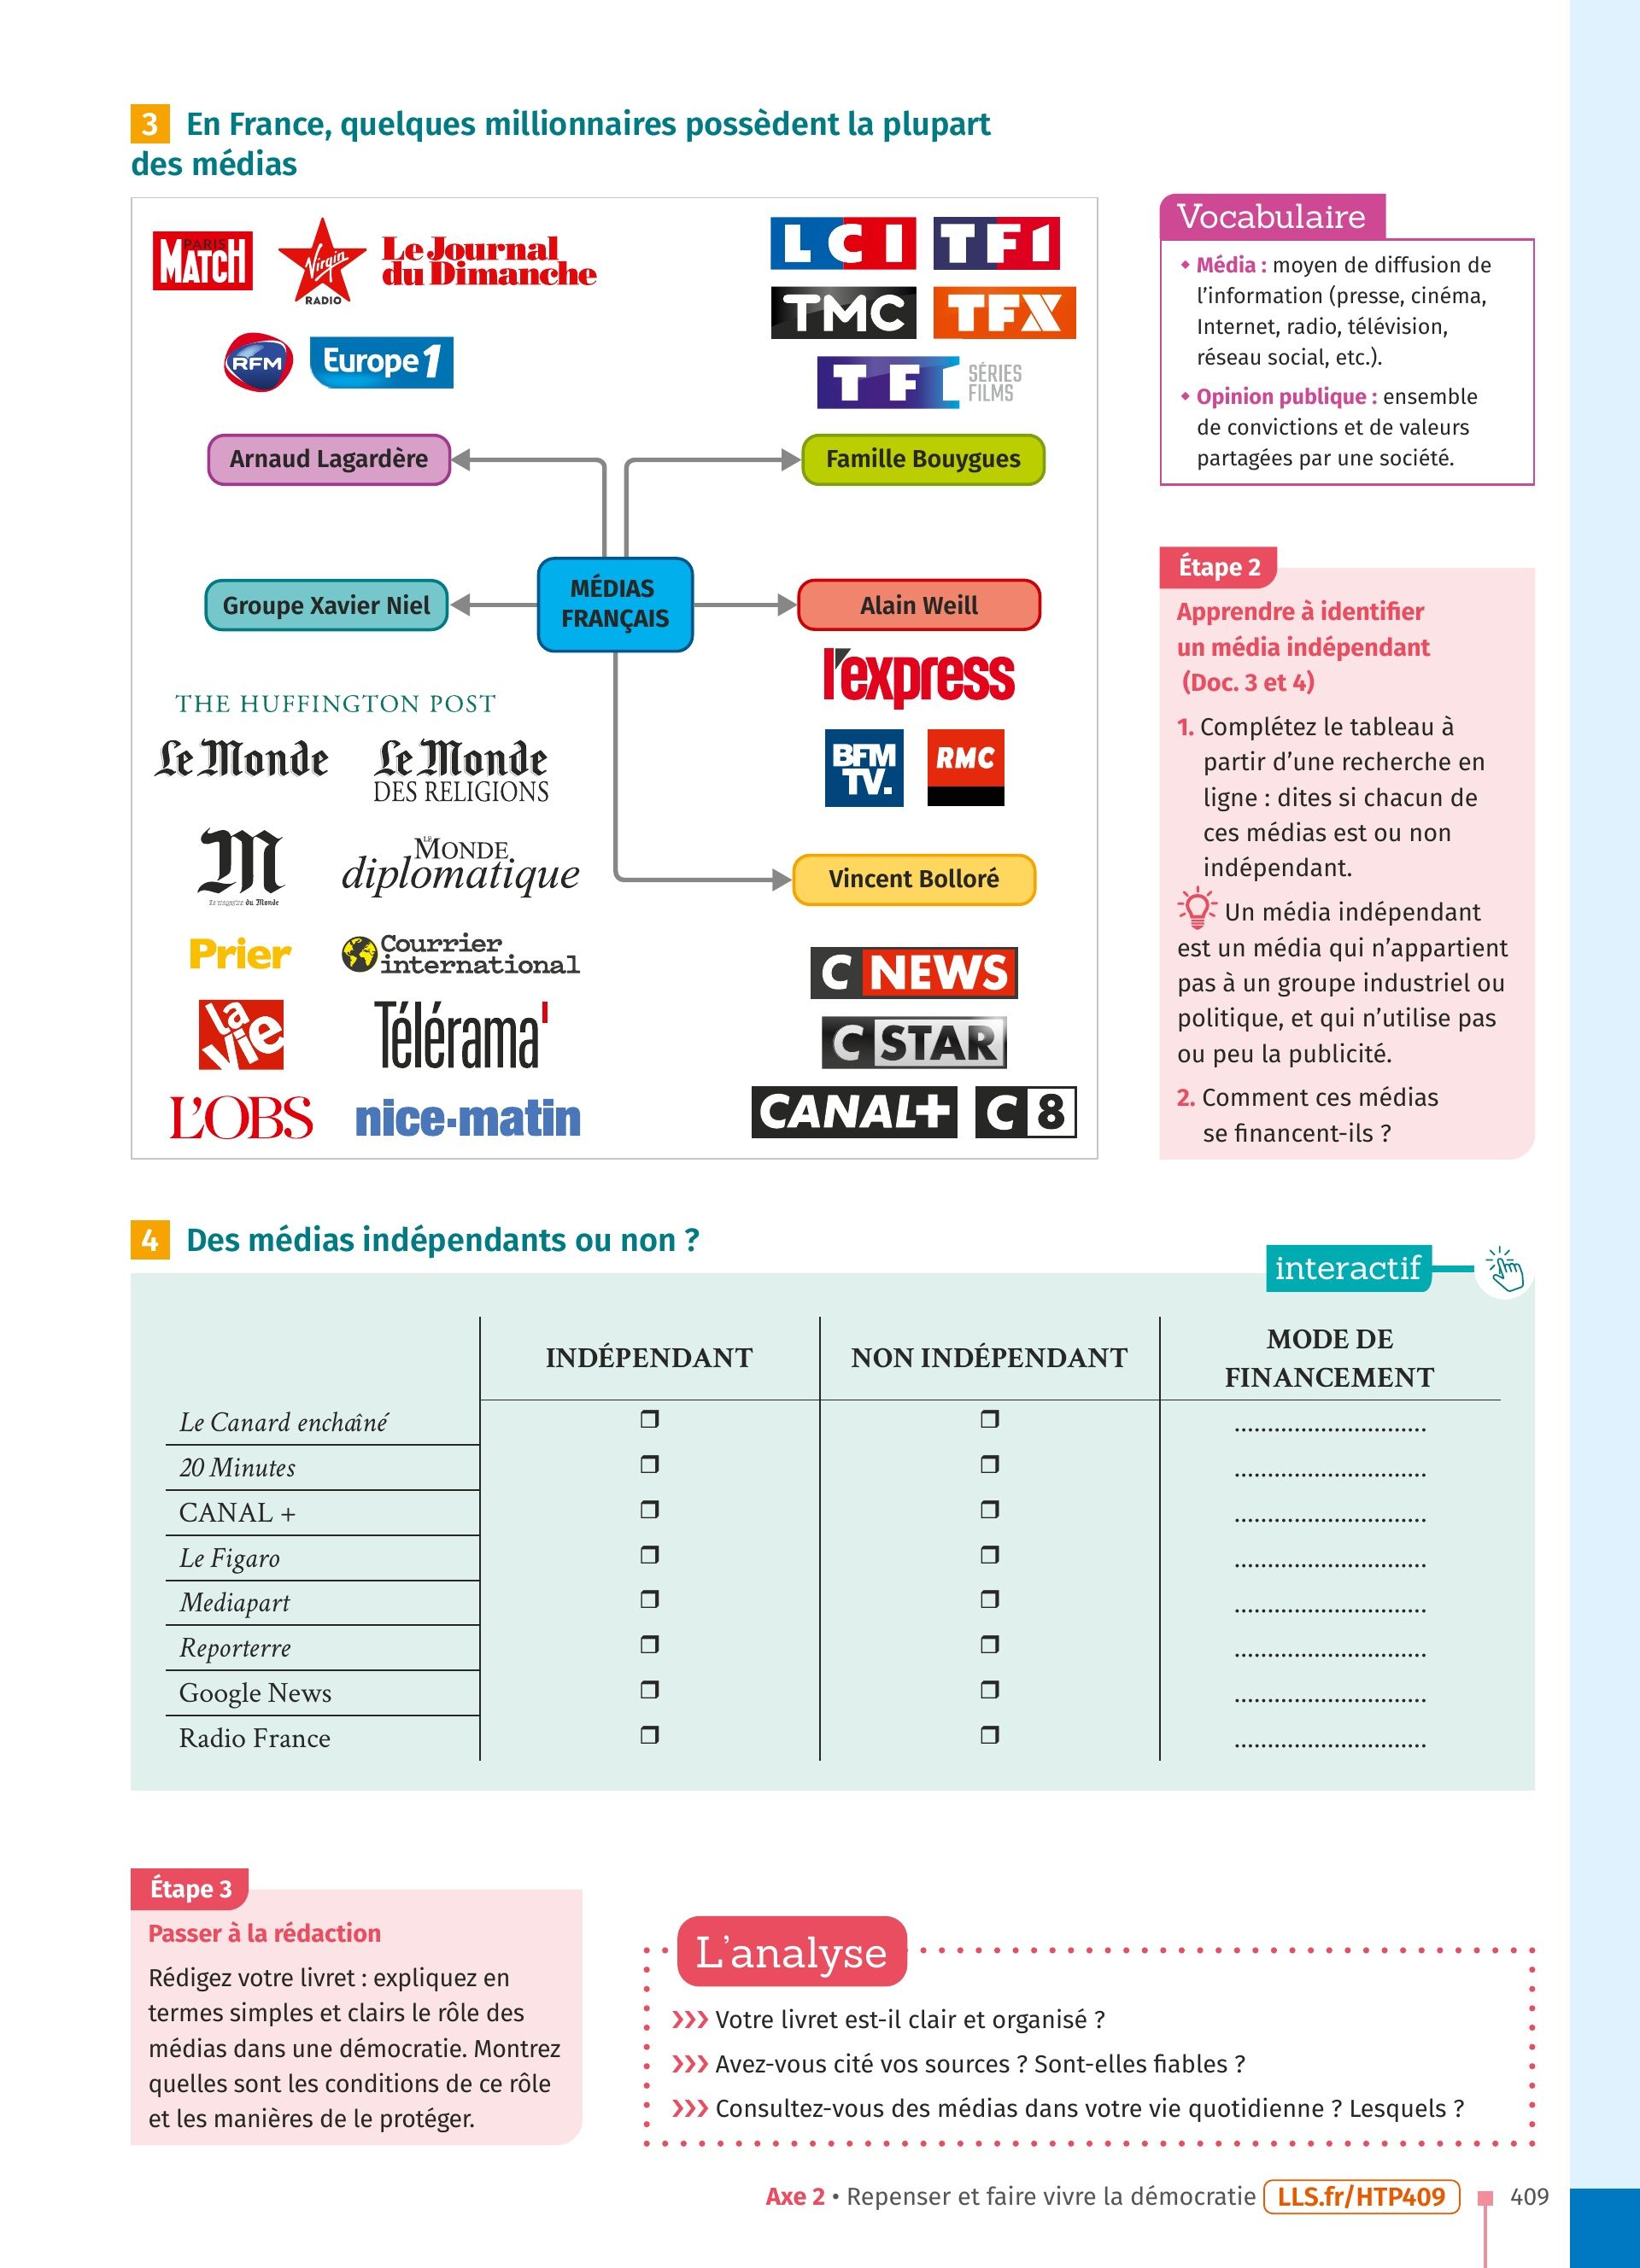 3 En France, quelques millionnaires possèdent la plupart
des médias
PARIS
MATCH
Virgin
RADIO
Le Journal
du Dimanche
RFM
Europe 1
LCI
TF1
TMC
TFX
TF1 SÉRIES
FILMS
Arnaud Lagardère
Famille Bouygues
Groupe Xavier Niel
MÉDIAS
FRANÇAIS
Alain Weill
THE HUFFINGTON POST
Le Monde
Le Monde
DES RELIGIONS
M
Le magazine du Monde
LE MONDE
diplomatique
Prier
Courrier
international
la Vie
Télérama'
L'OBS
nice-matin
l'express
BFM
TV.
RMC
Vincent Bolloré
C NEWS
C STAR
CANAL+
C 8
Vocabulaire
Média : moyen de diffusion de
l'information (presse, cinéma,
Internet, radio, télévision,
réseau social, etc.).
Opinion publique : ensemble
de convictions et de valeurs
partagées par une société.
Étape 2
Apprendre à identifier
un média indépendant
(Doc. 3 et 4)
1. Complétez le tableau à
partir d'une recherche en
ligne : dites si chacun de
ces médias est ou non
indépendant.
Un média indépendant
est un média qui n'appartient
pas à un groupe industriel ou
politique, et qui n'utilise pas
ou peu la publicité.
2. Comment ces médias
se financent-ils ?
4 Des médias indépendants ou non ?
interactif
INDÉPENDANT NON INDÉPENDANT MODE DE
FINANCEMENT
Le Canard enchaîné ❒ ❒ .............................
20 Minutes ❒ ❒ .............................
CANAL + ❒ ❒ .............................
Le Figaro ❒ ❒ .............................
Mediapart ❒ ❒ .............................
Reporterre ❒ ❒ .............................
Google News ❒ ❒ .............................
Radio France ❒ ❒ .............................
Étape 3
Passer à la rédaction
Rédigez votre livret : expliquez en
termes simples et clairs le rôle des
médias dans une démocratie. Montrez
quelles sont les conditions de ce rôle
et les manières de le protéger.
L'analyse
Votre livret est-il clair et organisé ?
Avez-vous cité vos sources ? Sont-elles fiables ?
Consultez-vous des médias dans votre vie quotidienne ? Lesquels ?
Axe 2 • Repenser et faire vivre la démocratie LLS.fr/HTP409 409